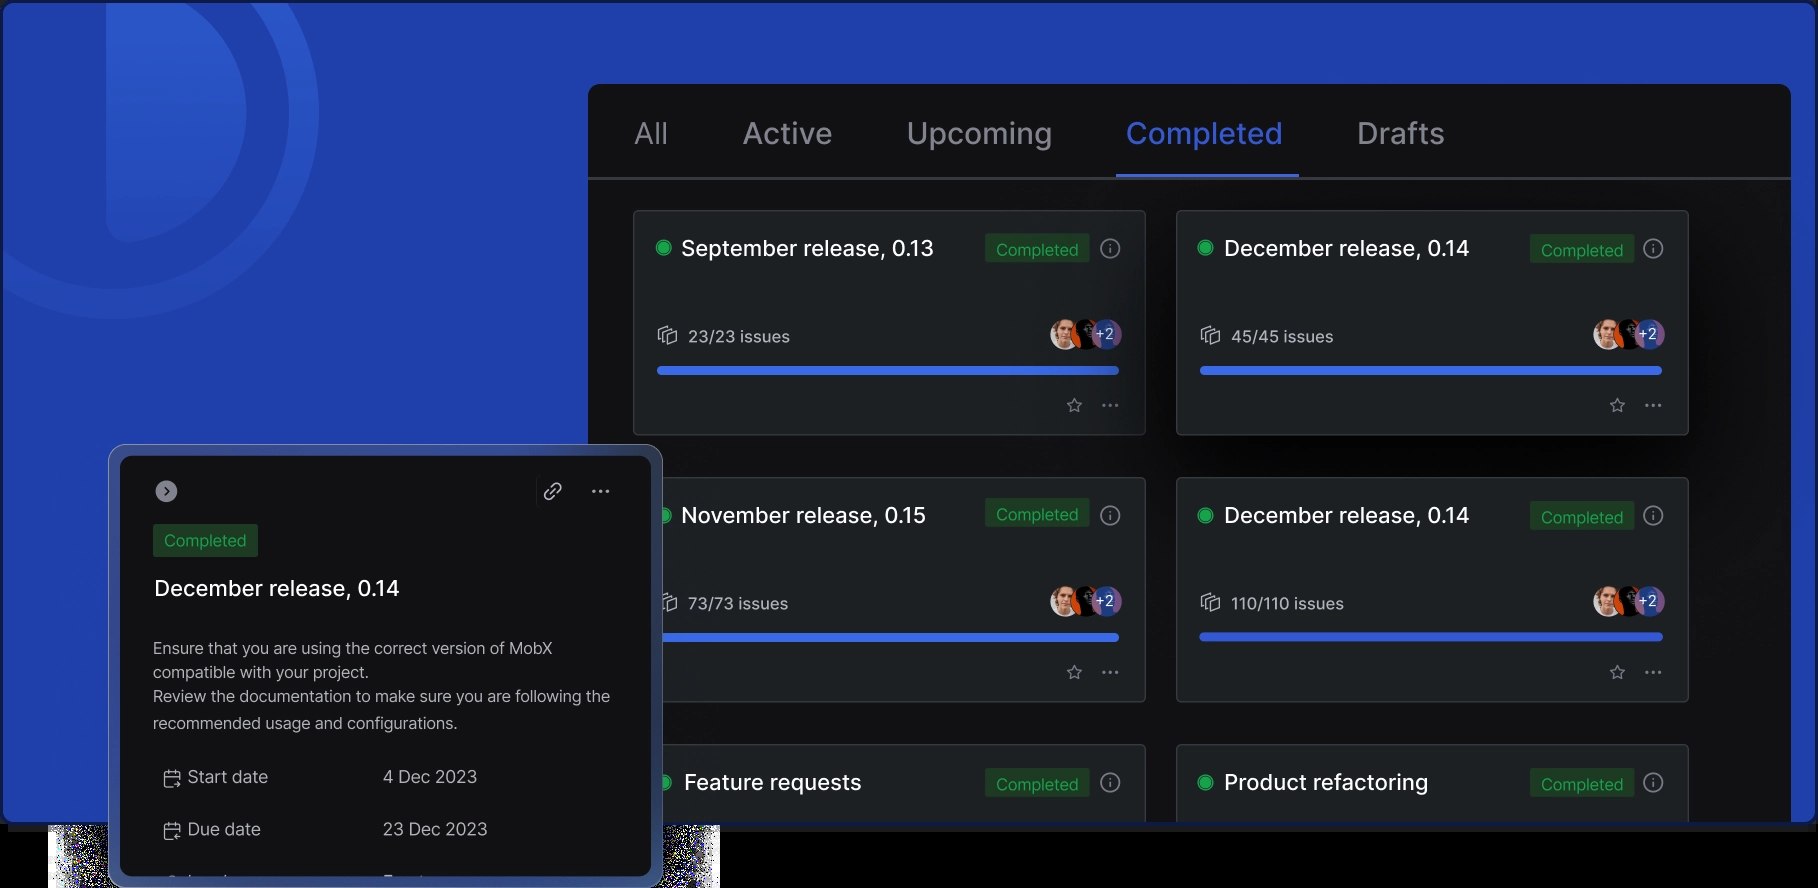 All Active Upcoming Completed Drafts
September release, 0.13 Completed
23/23 issues +2
December release, 0.14 Completed
45/45 issues +2
November release, 0.15 Completed
73/73 issues +2
December release, 0.14 Completed
110/110 issues +2
Feature requests Completed
Product refactoring Completed
Completed
December release, 0.14
Ensure that you are using the correct version of MobX
compatible with your project.
Review the documentation to make sure you are following the
recommended usage and configurations.
Start date 4 Dec 2023
Due date 23 Dec 2023